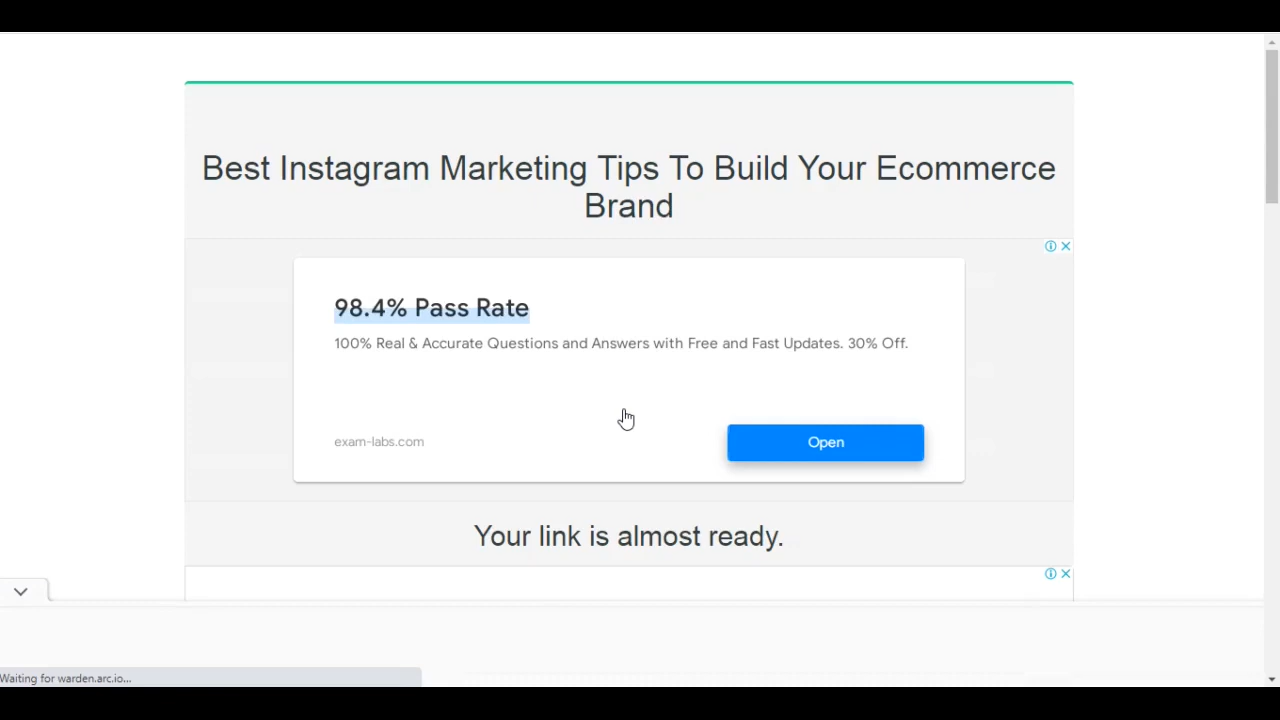 Best Instagram Marketing Tips To Build Your Ecommerce
Brand
98.4% Pass Rate
100% Real & Accurate Questions and Answers with Free and Fast Updates. 30% Off.
exam-labs.com
Open
Your link is almost ready.
Waiting for warden.arc.io...